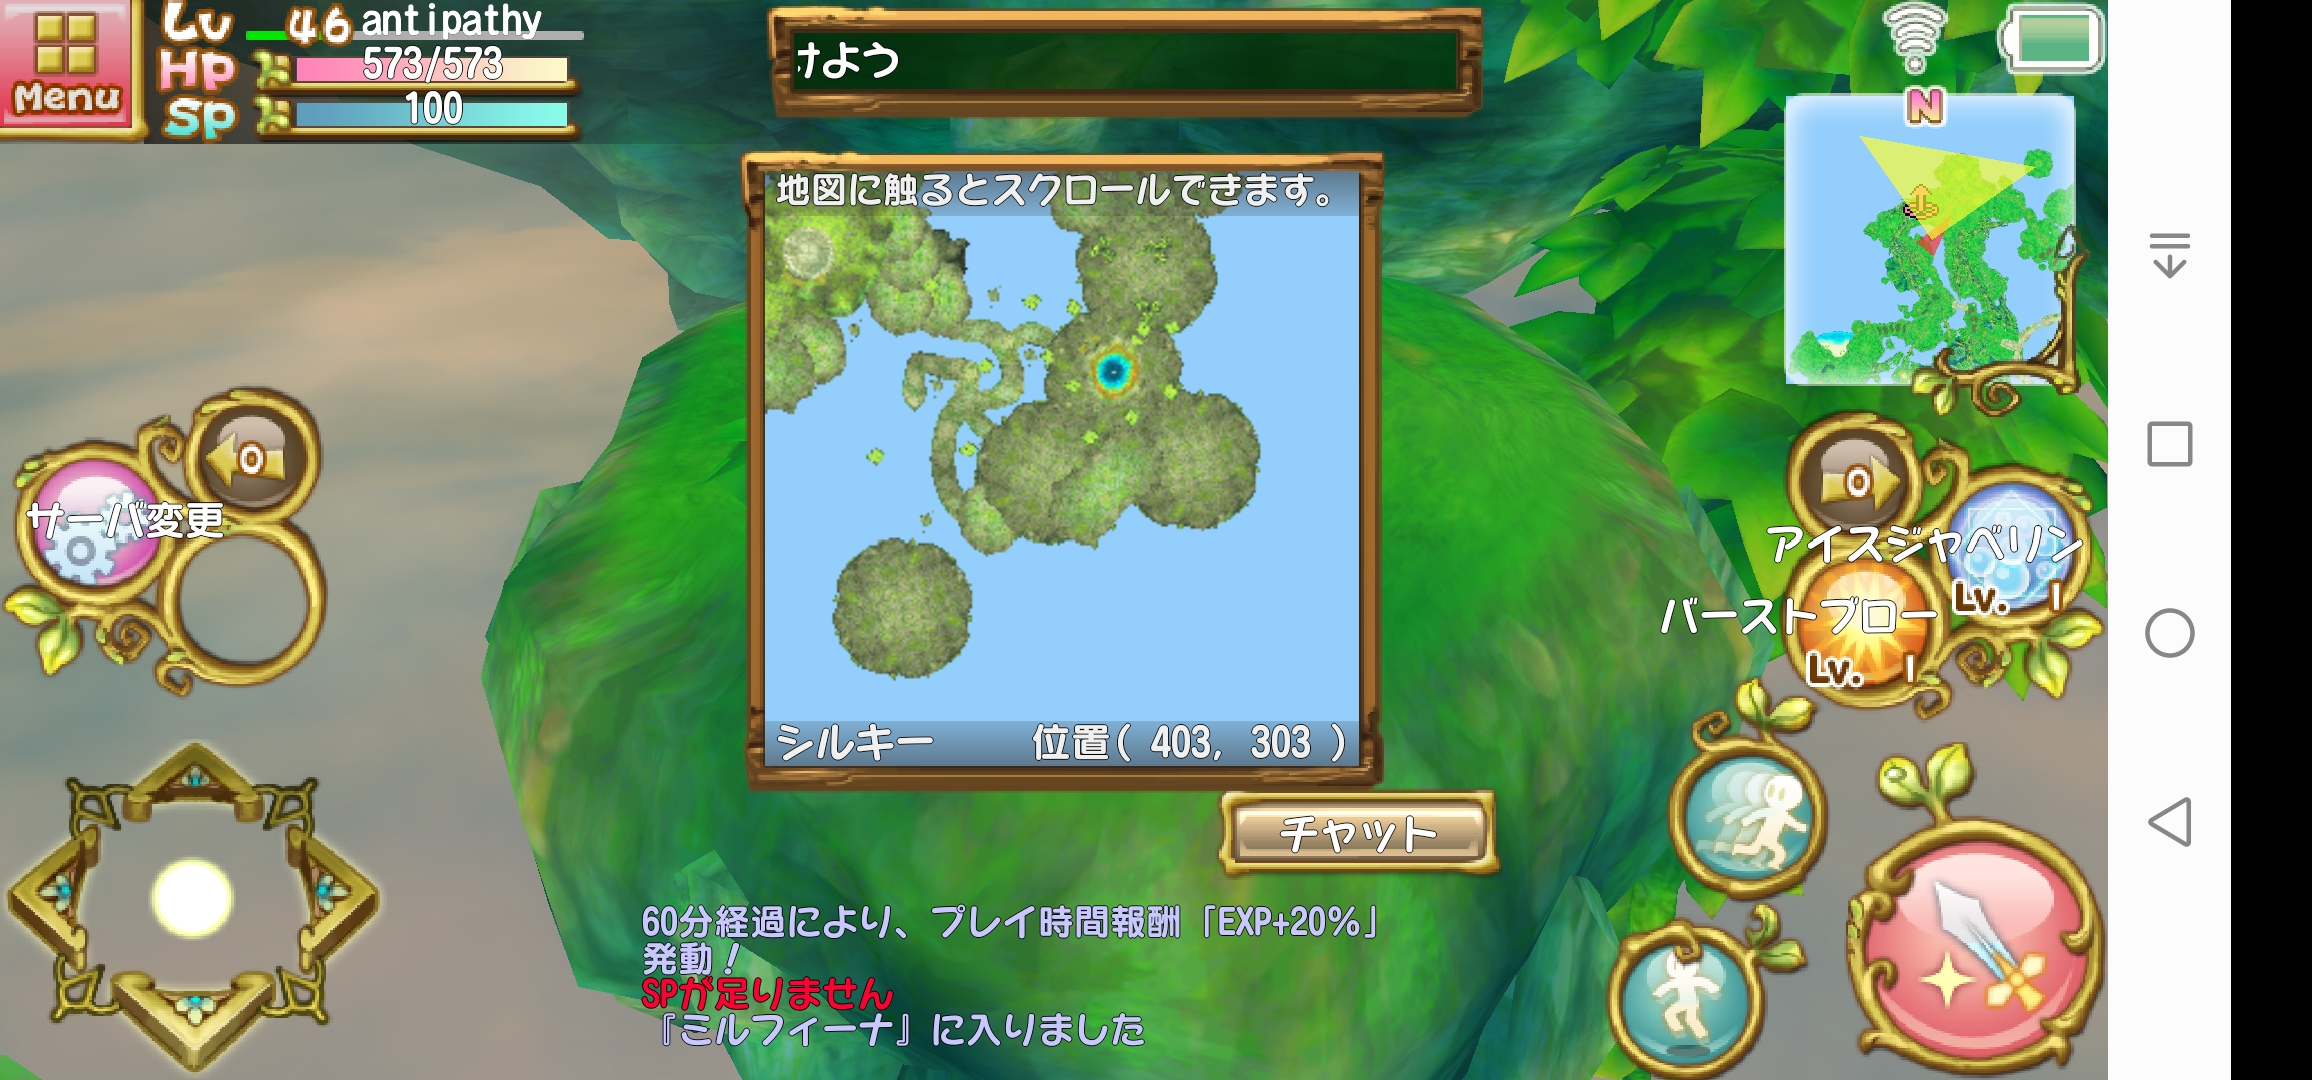 Lv 46 antipathy
HP 573/573
SP 100
Menu
けよう
N
地図に触るとスクロールできます。
シルキー 位置( 403, 303 )
0
サーバ変更
0
アイスジャベリン
Lv. 1
バーストブロー
Lv. 1
チャット
60分経過により、プレイ時間報酬「EXP+20%」
発動!
SPが足りません
『ミルフィーナ』に入りました